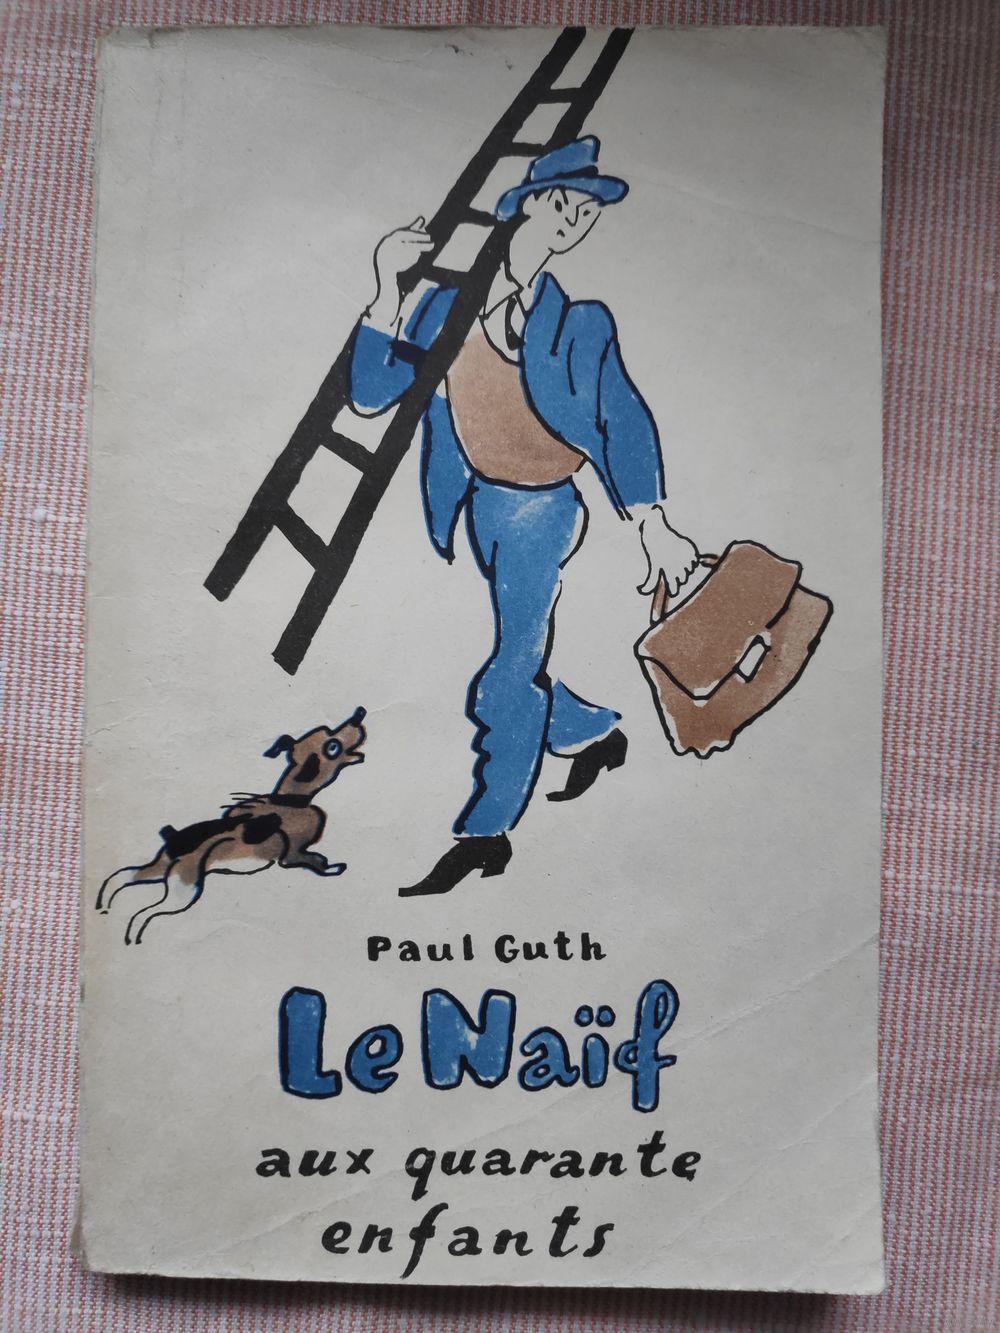 Paul Guth
Le Naïf
aux quarante
enfants